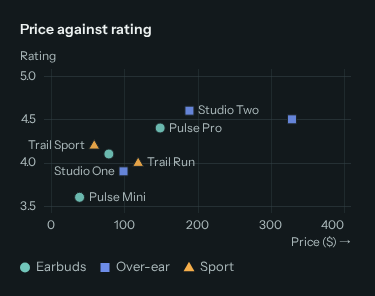 Price against rating
Rating
5.0
4.5
Studio Two
Pulse Pro
Trail Sport
4.0
Trail Run
Studio One
Pulse Mini
3.5
0 100 200 300 400
Price ($) →
Earbuds Over-ear Sport